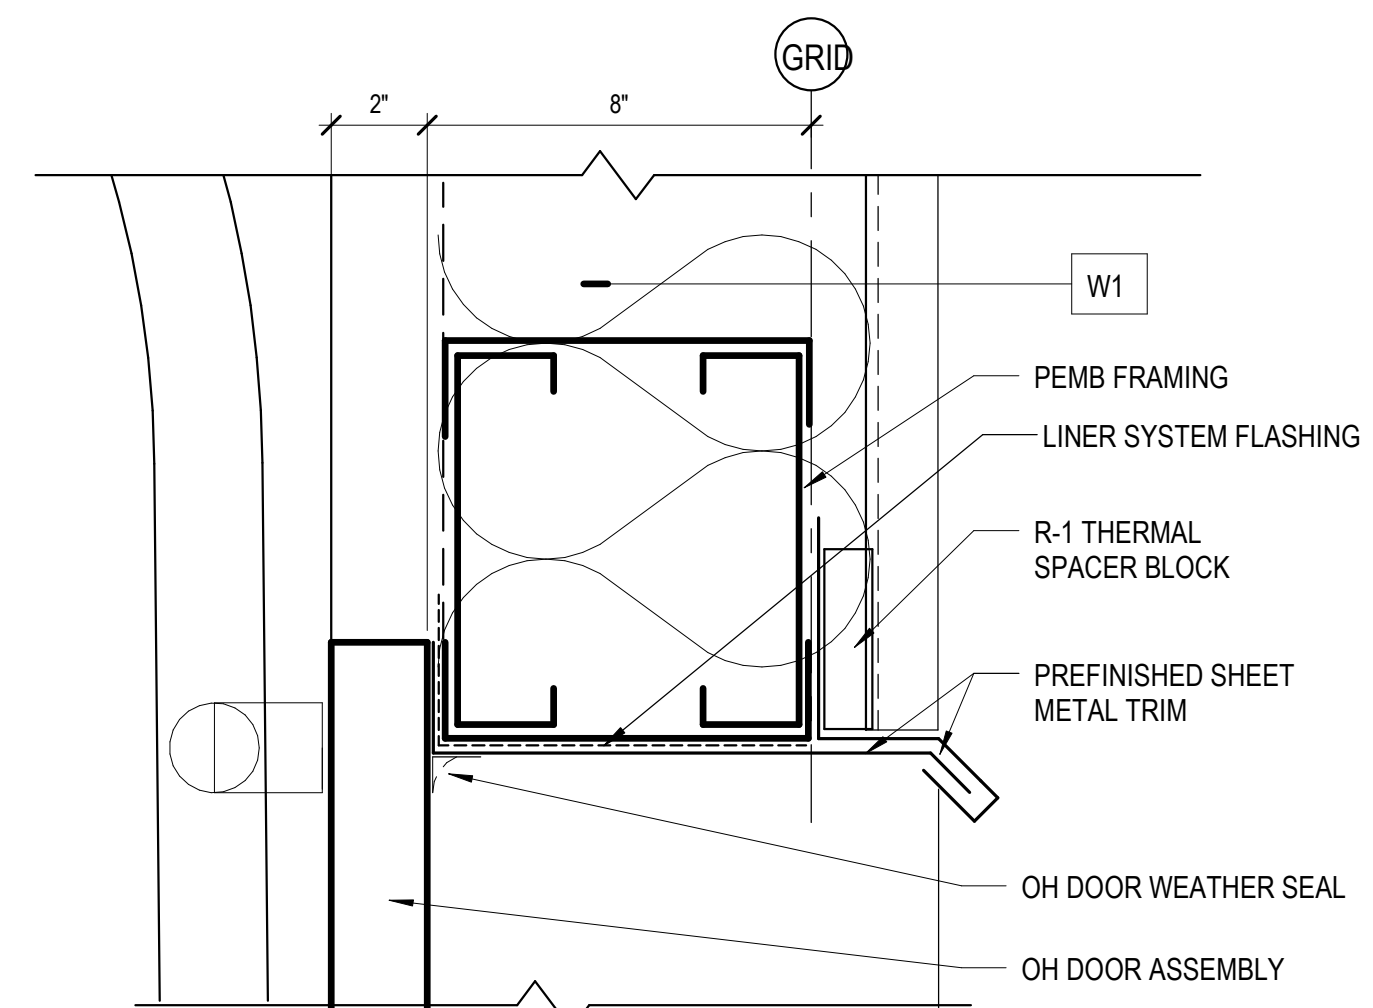 GRID
2"
8"
W1
PEMB FRAMING
LINER SYSTEM FLASHING
R-1 THERMAL
SPACER BLOCK
PREFINISHED SHEET
METAL TRIM
OH DOOR WEATHER SEAL
OH DOOR ASSEMBLY